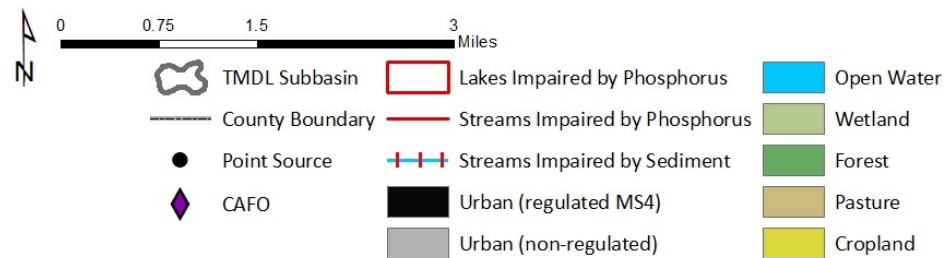 0 0.75 1.5 3
Miles
N
TMDL Subbasin
County Boundary
Point Source
CAFO
Lakes Impaired by Phosphorus
Streams Impaired by Phosphorus
Streams Impaired by Sediment
Urban (regulated MS4)
Urban (non-regulated)
Open Water
Wetland
Forest
Pasture
Cropland